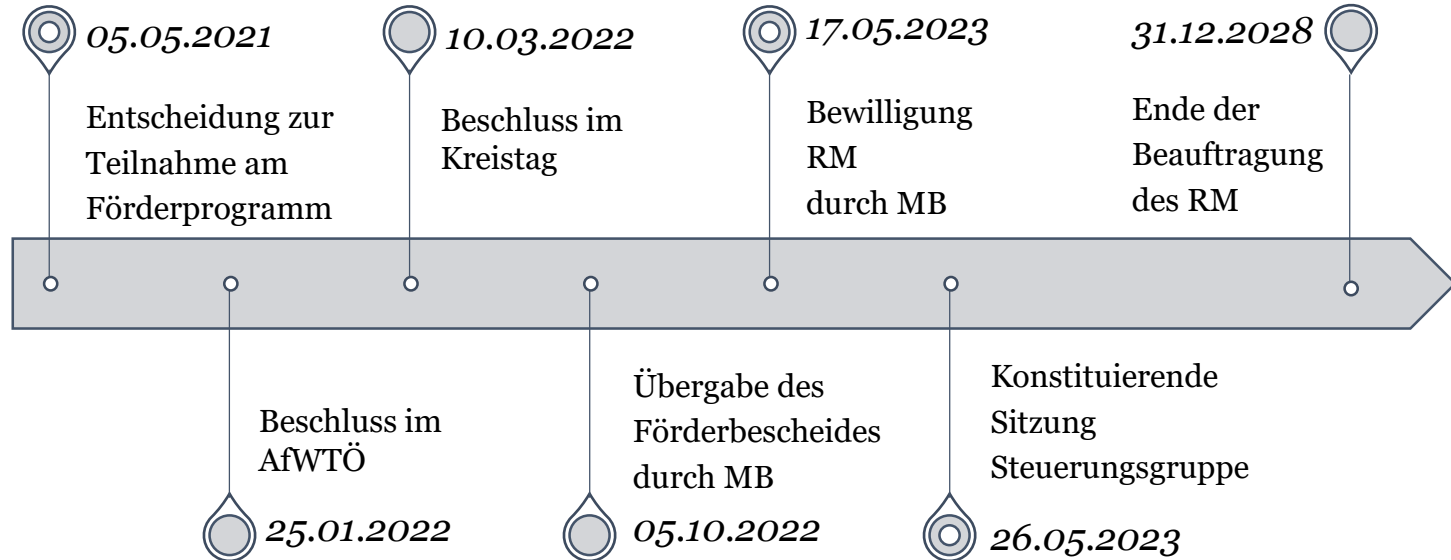 05.05.2021
Entscheidung zur
Teilnahme am
Förderprogramm
10.03.2022
Beschluss im
Kreistag
17.05.2023
Bewilligung
RM
durch MB
31.12.2028
Ende der
Beauftragung
des RM
Beschluss im
AfWTÖ
25.01.2022
Übergabe des
Förderbescheides
durch MB
05.10.2022
Konstituierende
Sitzung
Steuerungsgruppe
26.05.2023